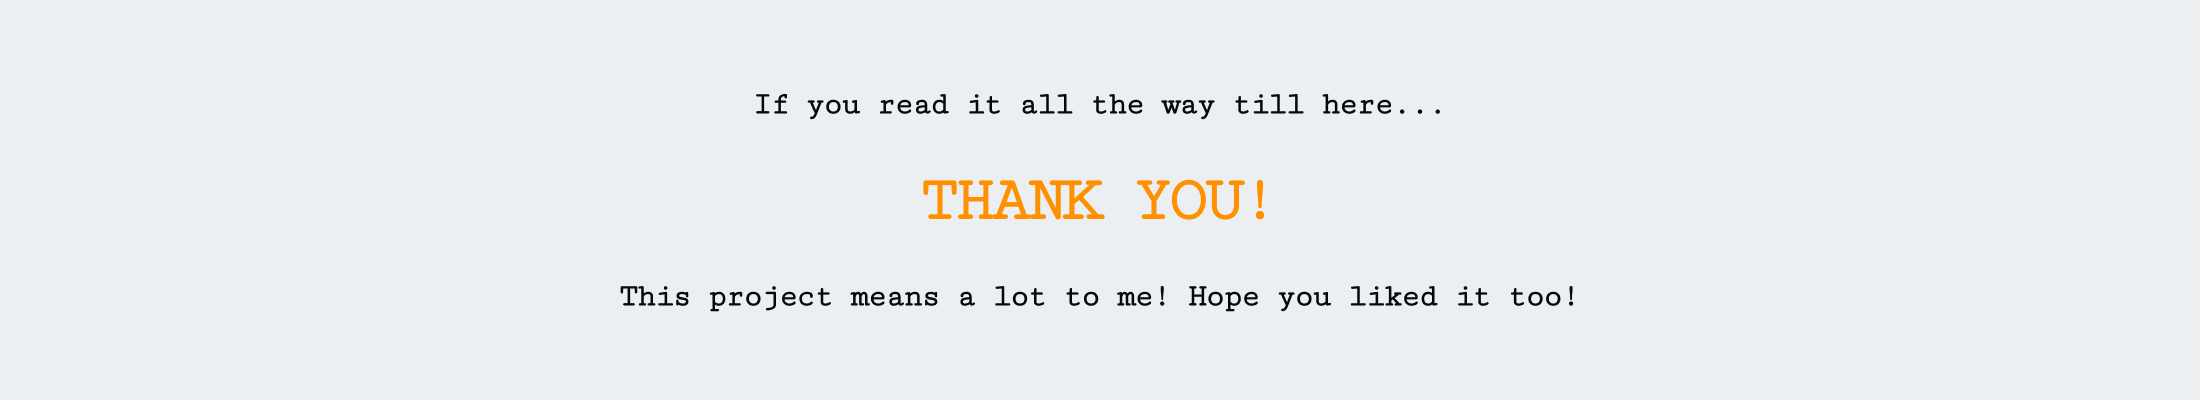 If you read it all the way till here...
THANK YOU!
This project means a lot to me! Hope you liked it too!